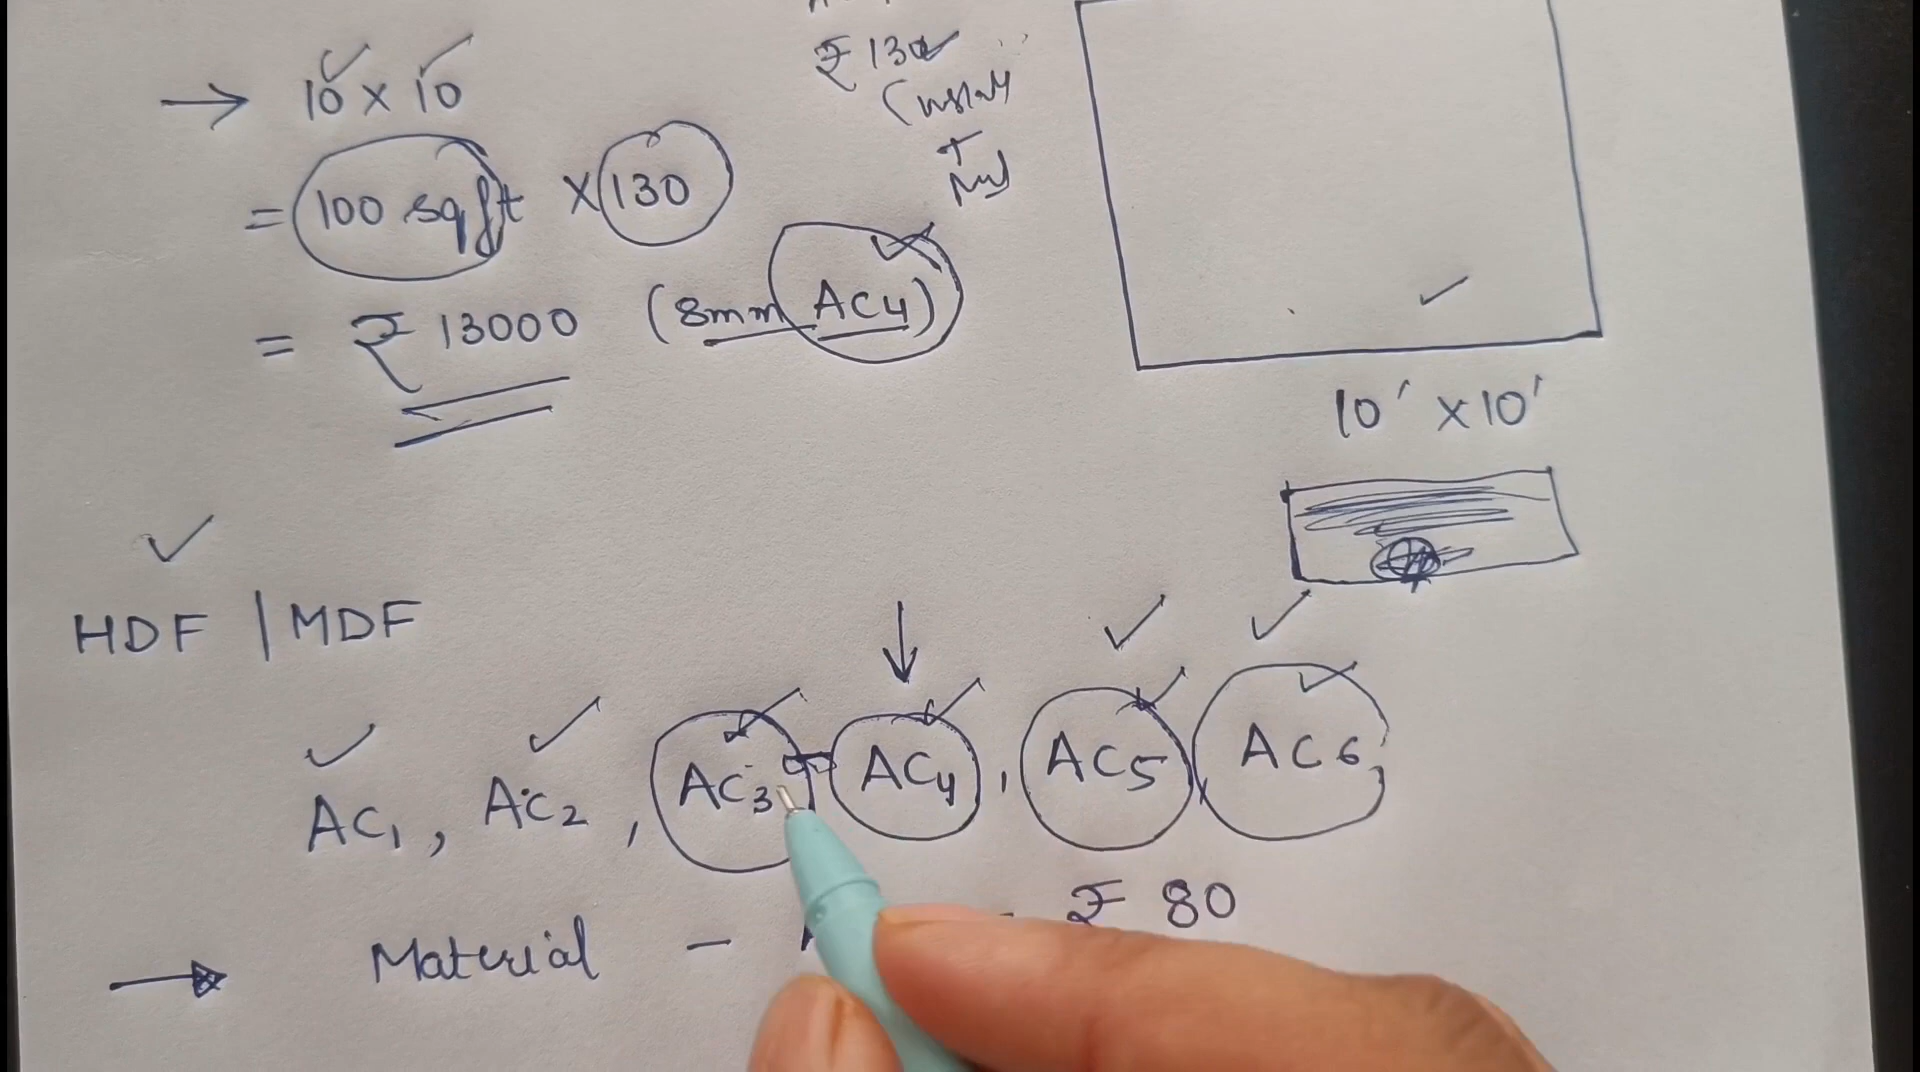 → 10 x 10
= 100 sqft x 130
= ₹ 13000 (8mm AC4)
₹ 130
+
10' x 10'
HDF | MDF
AC1, AC2, AC3 - AC4, AC5, AC6,
→ Material - - ₹ 80